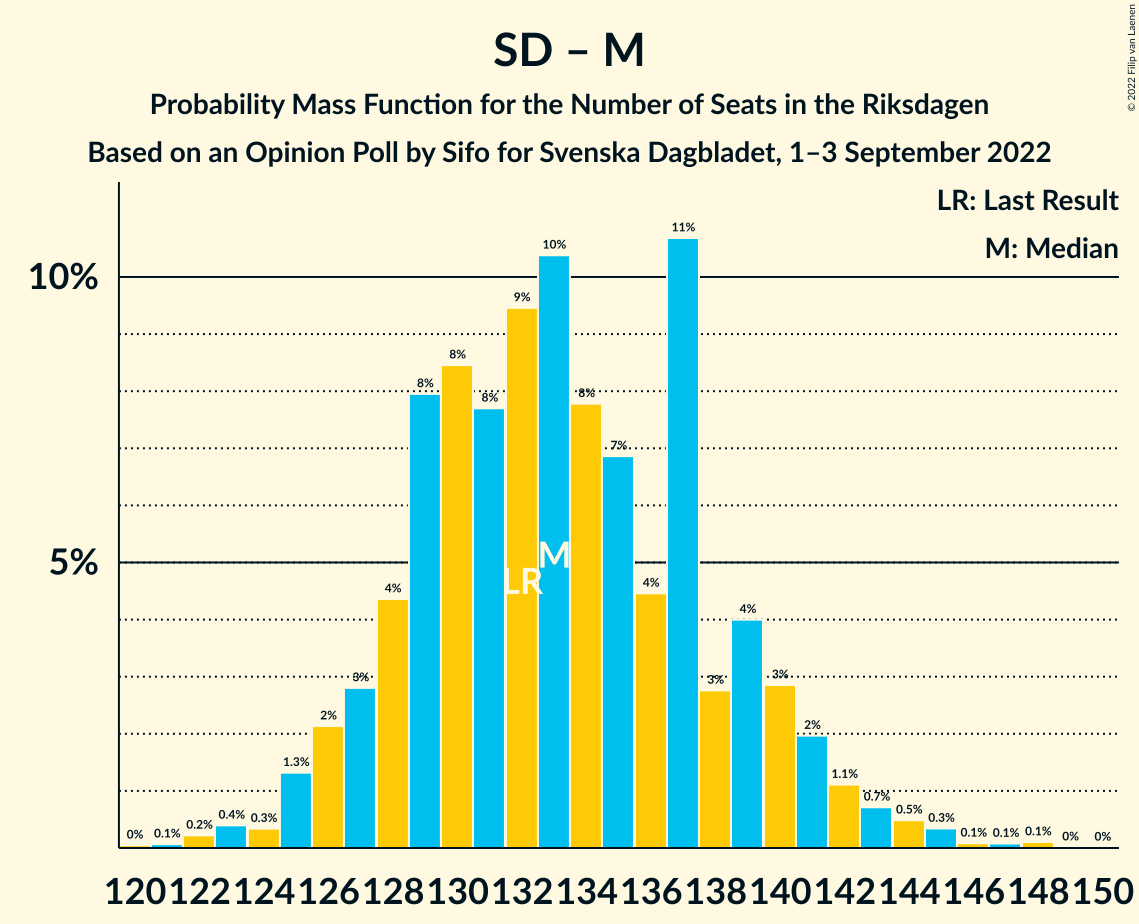 SD – M
Probability Mass Function for the Number of Seats in the Riksdagen
Based on an Opinion Poll by Sifo for Svenska Dagbladet, 1–3 September 2022
© 2022 Filip van Laenen
LR: Last Result
M: Median
10%
5%
0% 0.1% 0.2% 0.4% 0.3% 1.3% 2% 3% 4% 8% 8% 8% 9% 10% 8% 7% 4% 11% 3% 4% 3% 2% 1.1% 0.7% 0.5% 0.3% 0.1% 0.1% 0.1% 0% 0%
M
LR
120 122 124 126 128 130 132 134 136 138 140 142 144 146 148 150